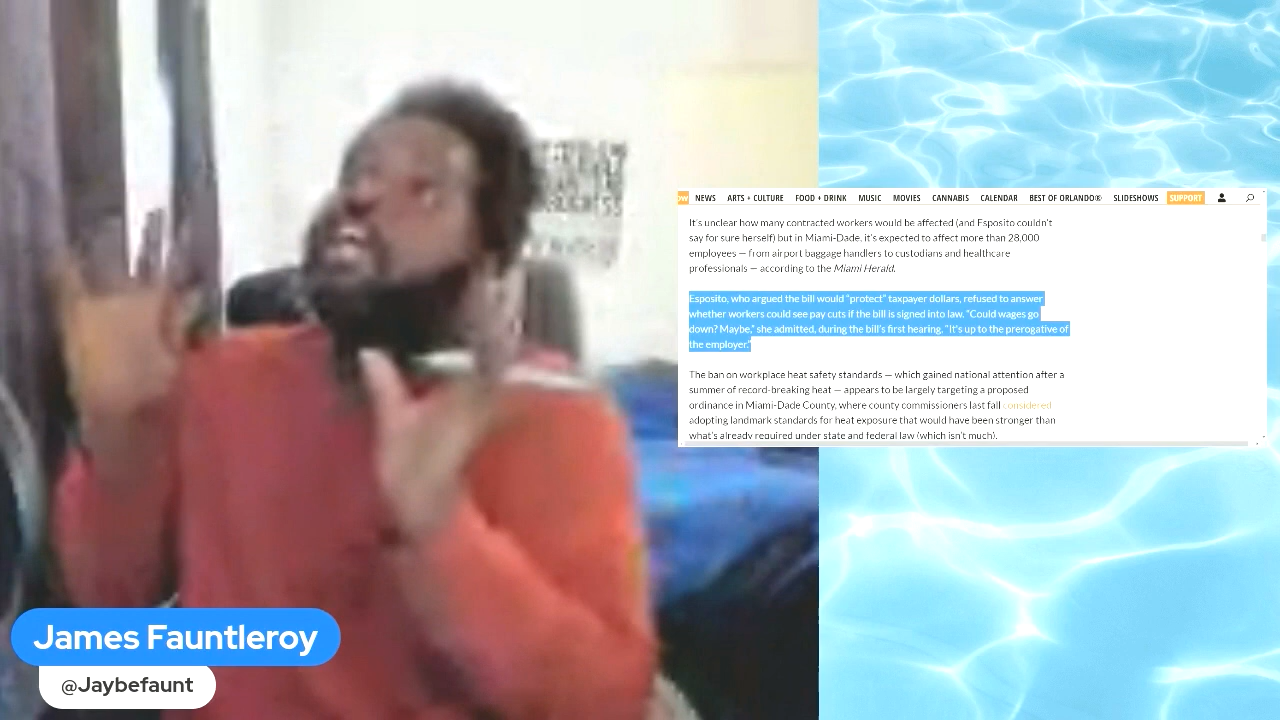 OW NEWS ARTS + CULTURE FOOD + DRINK MUSIC MOVIES CANNABIS CALENDAR BEST OF ORLANDO® SLIDESHOWS SUPPORT
It's unclear how many contracted workers would be affected (and Esposito couldn't
say for sure herself) but in Miami-Dade, it's expected to affect more than 28,000
employees — from airport baggage handlers to custodians and healthcare
professionals — according to the Miami Herald.
Esposito, who argued the bill would "protect" taxpayer dollars, refused to answer
whether workers could see pay cuts if the bill is signed into law. "Could wages go
down? Maybe," she admitted, during the bill's first hearing. "It's up to the prerogative of
the employer."
The ban on workplace heat safety standards — which gained national attention after a
summer of record-breaking heat — appears to be largely targeting a proposed
ordinance in Miami-Dade County, where county commissioners last fall considered
adopting landmark standards for heat exposure that would have been stronger than
what's already required under state and federal law (which isn't much).
James Fauntleroy
@Jaybefaunt